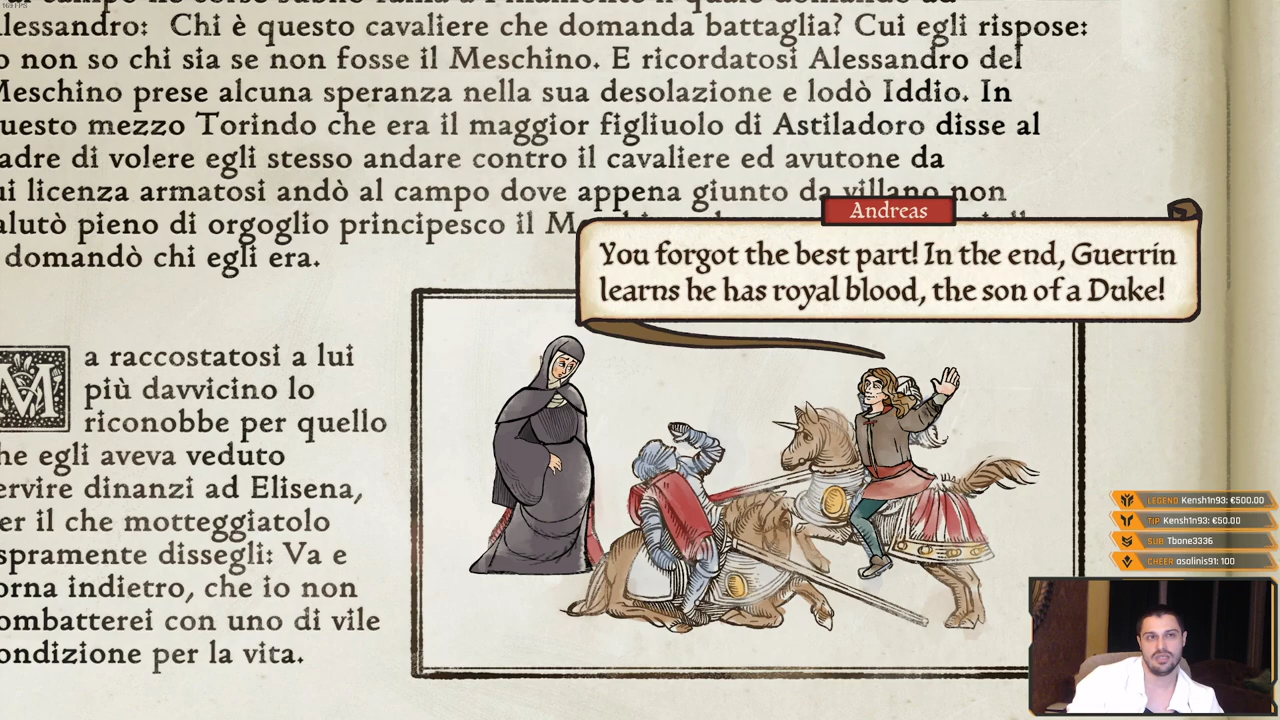 169 FPS
lessandro: Chi è questo cavaliere che domanda battaglia? Cui egli rispose:
o non so chi sia se non fosse il Meschino. E ricordatosi Alessandro del
Meschino prese alcuna speranza nella sua desolazione e lodò Iddio. In
uesto mezzo Torindo che era il maggior figliuolo di Astiladoro disse al
adre di volere egli stesso andare contro il cavaliere ed avutone da
ui licenza armatosi andò al campo dove appena giunto da villano non
alutò pieno di orgoglio principesco il
domandò chi egli era.
Andreas
You forgot the best part! In the end, Guerrin
learns he has royal blood, the son of a Duke!
M
a raccostatosi a lui
più davvicino lo
riconobbe per quello
he egli aveva veduto
ervire dinanzi ad Elisena,
er il che motteggiatolo
spramente dissegli: Va e
orna indietro, che io non
ombatterei con uno di vile
ondizione per la vita.
LEGEND Kensh1n93: €500.00
TIP Kensh1n93: €50.00
SUB Tbone3336
CHEER asalinis91: 100